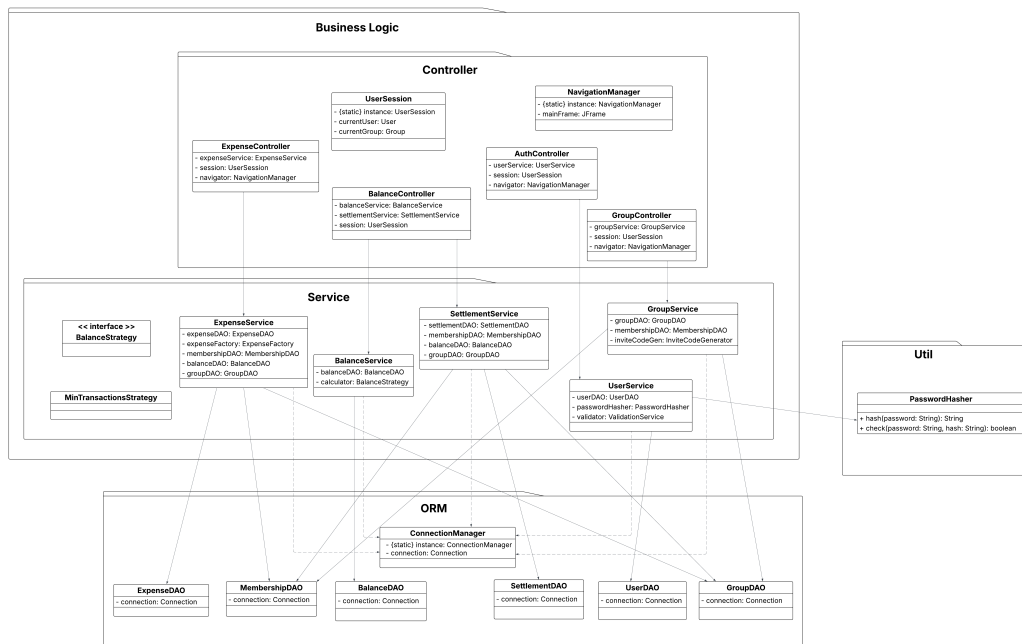 Business Logic
Controller
UserSession
- {static} instance: UserSession
- currentUser: User
- currentGroup: Group
NavigationManager
- {static} instance: NavigationManager
- mainFrame: JFrame
ExpenseController
- expenseService: ExpenseService
- session: UserSession
- navigator: NavigationManager
AuthController
- userService: UserService
- session: UserSession
- navigator: NavigationManager
BalanceController
- balanceService: BalanceService
- settlementService: SettlementService
- session: UserSession
GroupController
- groupService: GroupService
- session: UserSession
- navigator: NavigationManager
Service
<< interface >>
BalanceStrategy
MinTransactionsStrategy
ExpenseService
- expenseDAO: ExpenseDAO
- expenseFactory: ExpenseFactory
- membershipDAO: MembershipDAO
- balanceDAO: BalanceDAO
- groupDAO: GroupDAO
BalanceService
- balanceDAO: BalanceDAO
- calculator: BalanceStrategy
SettlementService
- settlementDAO: SettlementDAO
- membershipDAO: MembershipDAO
- balanceDAO: BalanceDAO
- groupDAO: GroupDAO
GroupService
- groupDAO: GroupDAO
- membershipDAO: MembershipDAO
- inviteCodeGen: InviteCodeGenerator
UserService
- userDAO: UserDAO
- passwordHasher: PasswordHasher
- validator: ValidationService
Util
PasswordHasher
+ hash(password: String): String
+ check(password: String, hash: String): boolean
ORM
ConnectionManager
- {static} instance: ConnectionManager
- connection: Connection
ExpenseDAO
- connection: Connection
MembershipDAO
- connection: Connection
BalanceDAO
- connection: Connection
SettlementDAO
- connection: Connection
UserDAO
- connection: Connection
GroupDAO
- connection: Connection